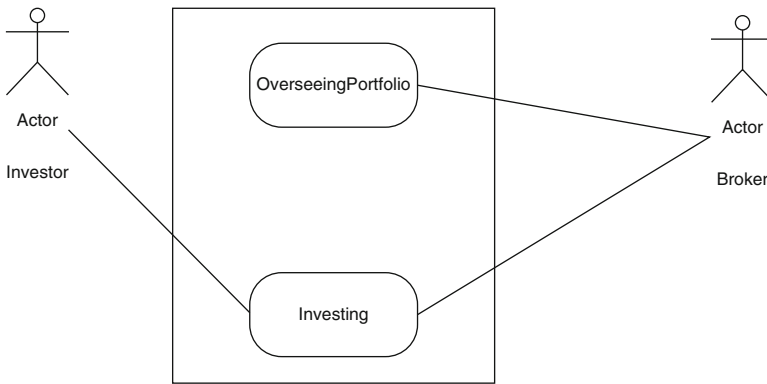 OverseeingPortfolio
Actor
Investor
Actor
Broker
Investing